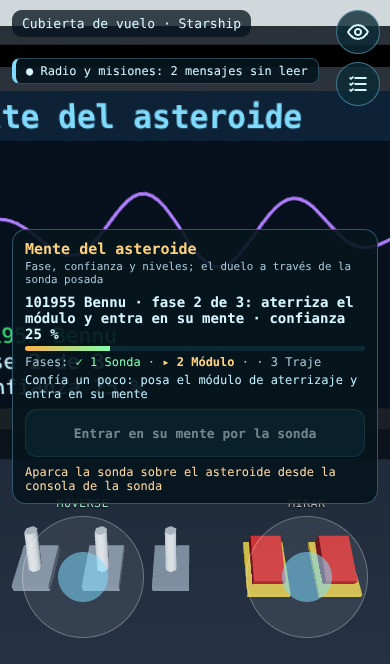 Cubierta de vuelo · Starship
● Radio y misiones: 2 mensajes sin leer
te del asteroide
Mente del asteroide
Fase, confianza y niveles; el duelo a través de la
sonda posada
101955 Bennu · fase 2 de 3: aterriza el
módulo y entra en su mente · confianza
25 %
Fases: ✓ 1 Sonda · ▸ 2 Módulo · · 3 Traje
Confía un poco: posa el módulo de aterrizaje y
entra en su mente
Entrar en su mente por la sonda
Aparca la sonda sobre el asteroide desde la
consola de la sonda
MOVERSE
MIRAR